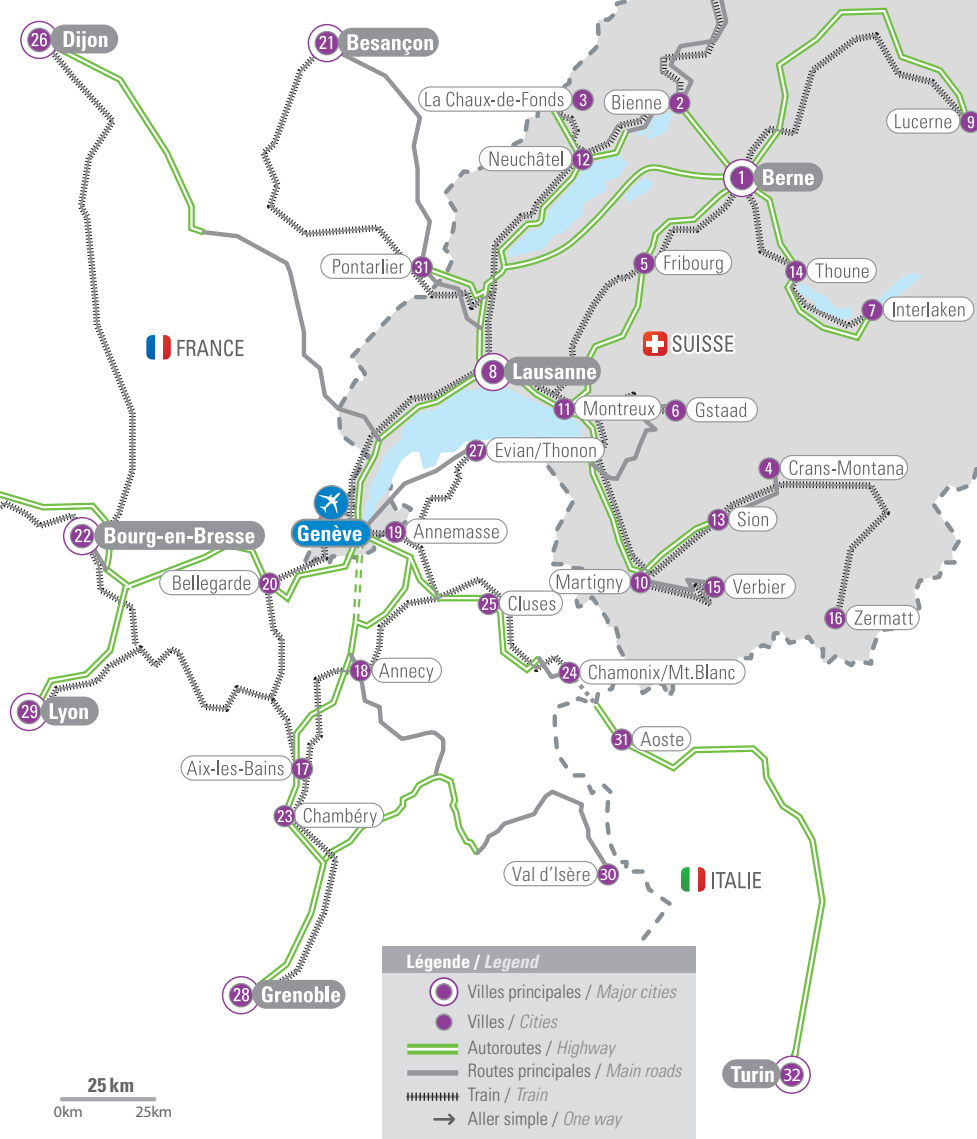 26 Dijon
21 Besançon
La Chaux-de-Fonds 3
Bienne 2
Lucerne 9
Neuchâtel 12
1 Berne
Pontarlier 31
5 Fribourg
14 Thoune
7 Interlaken
FRANCE
SUISSE
8 Lausanne
11 Montreux
6 Gstaad
27 Evian/Thonon
4 Crans-Montana
22 Bourg-en-Bresse
Genève
19 Annemasse
13 Sion
Bellegarde 20
Martigny 10
15 Verbier
25 Cluses
16 Zermatt
18 Annecy
24 Chamonix/Mt.Blanc
29 Lyon
31 Aoste
Aix-les-Bains 17
23 Chambéry
Val d'Isère 30
ITALIE
28 Grenoble
Turin 32
Légende / Legend
Villes principales / Major cities
Villes / Cities
Autoroutes / Highway
Routes principales / Main roads
Train / Train
Aller simple / One way
25 km
0km 25km